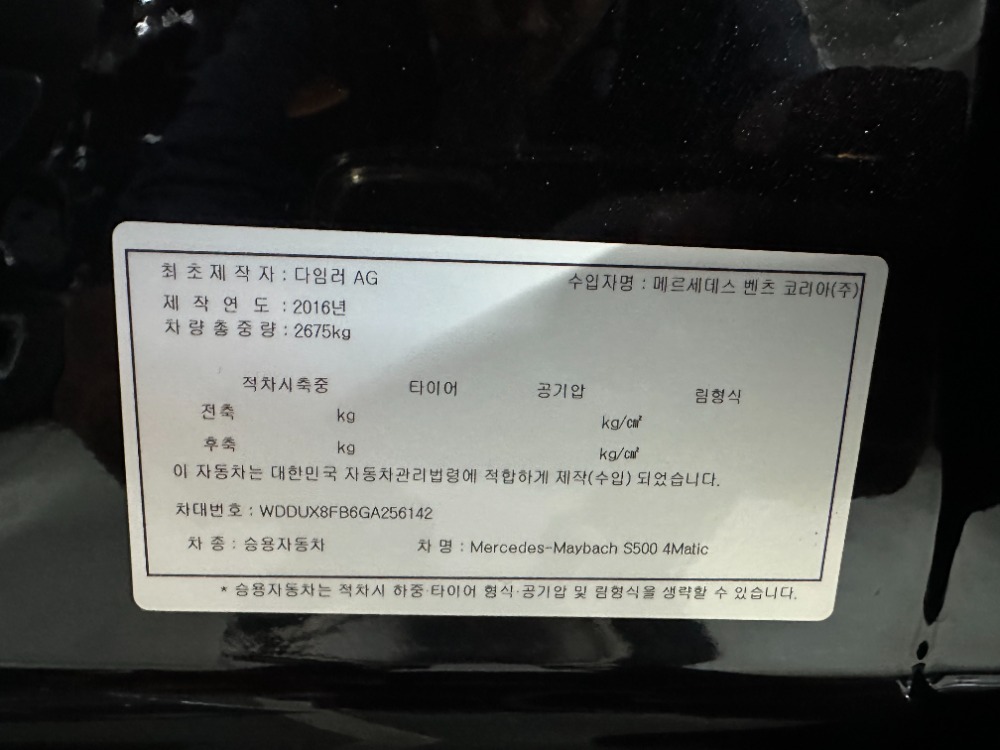 최초제작자 : 다임러 AG 수입자명 : 메르세데스 벤츠 코리아(주)
제작연도 : 2016년
차량총중량 : 2675kg
적차시축중 타이어 공기압 림형식
전축 kg kg/㎠
후축 kg kg/㎠
이 자동차는 대한민국 자동차관리법령에 적합하게 제작(수입) 되었습니다.
차대번호 : WDDUX8FB6GA256142
차종 : 승용자동차 차명 : Mercedes-Maybach S500 4Matic
* 승용자동차는 적차시 하중·타이어 형식·공기압 및 림형식을 생략할 수 있습니다.